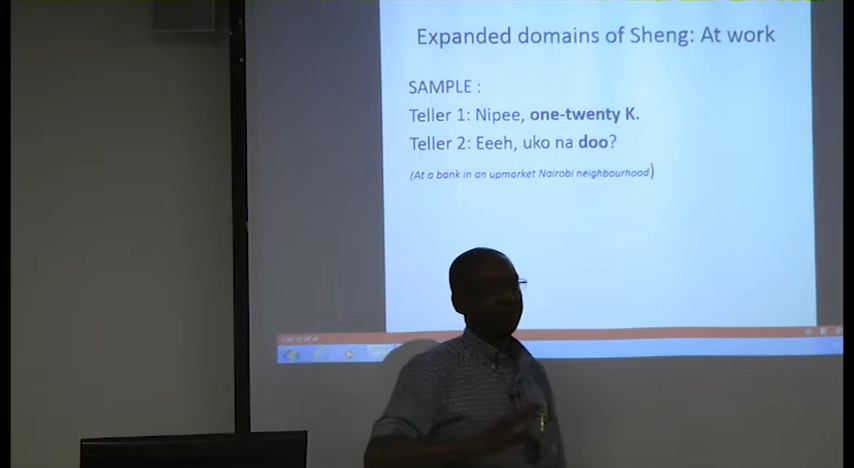 Expanded domains of Sheng: At work
SAMPLE :
Teller 1: Nipee, one-twenty K.
Teller 2: Eeeh, uko na doo?
(At a bank in an upmarket Nairobi neighbourhood)